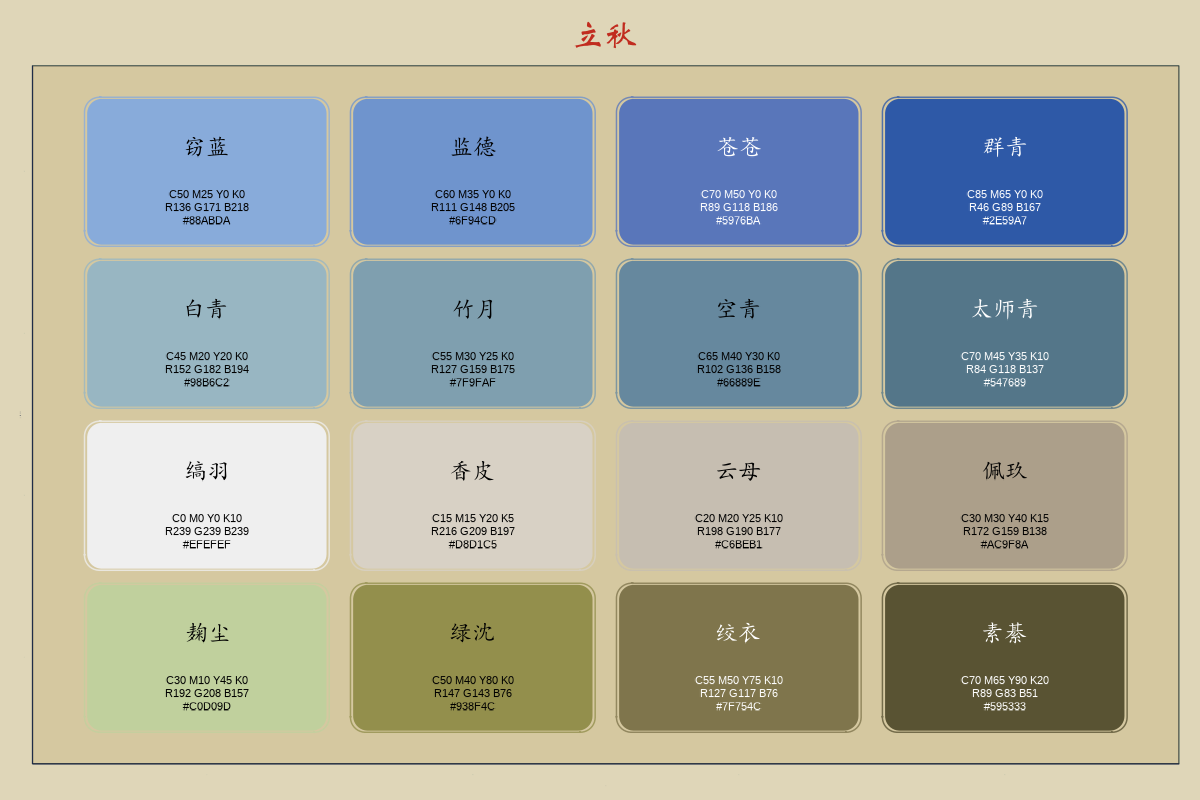 立秋
窃蓝
C50 M25 Y0 K0
R136 G171 B218
#88ABDA
监德
C60 M35 Y0 K0
R111 G148 B205
#6F94CD
苍苍
C70 M50 Y0 K0
R89 G118 B186
#5976BA
群青
C85 M65 Y0 K0
R46 G89 B167
#2E59A7
白青
C45 M20 Y20 K0
R152 G182 B194
#98B6C2
竹月
C55 M30 Y25 K0
R127 G159 B175
#7F9FAF
空青
C65 M40 Y30 K0
R102 G136 B158
#66889E
太师青
C70 M45 Y35 K10
R84 G118 B137
#547689
缟羽
C0 M0 Y0 K10
R239 G239 B239
#EFEFEF
香皮
C15 M15 Y20 K5
R216 G209 B197
#D8D1C5
云母
C20 M20 Y25 K10
R198 G190 B177
#C6BEB1
佩玖
C30 M30 Y40 K15
R172 G159 B138
#AC9F8A
麹尘
C30 M10 Y45 K0
R192 G208 B157
#C0D09D
绿沈
C50 M40 Y80 K0
R147 G143 B76
#938F4C
绞衣
C55 M50 Y75 K10
R127 G117 B76
#7F754C
素綦
C70 M65 Y90 K20
R89 G83 B51
#595333